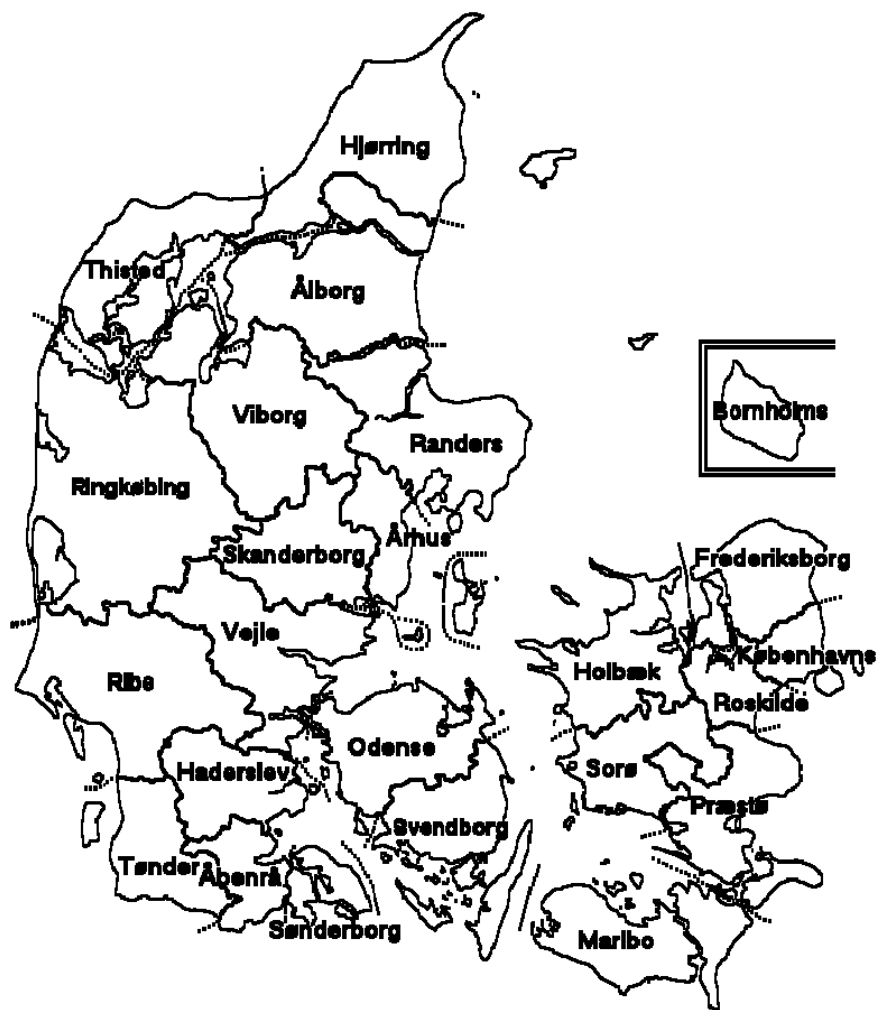 Hjørring
Thisted
Ålborg
Viborg
Bornholms
Randers
Ringkøbing
Århus
Skanderborg
Frederiksborg
Vejle
Københavns
Holbæk
Ribe
Roskilde
Odense
Haderslev
Sorø
Præstø
Svendborg
Tønder
Åbenrå
Sønderborg
Maribo